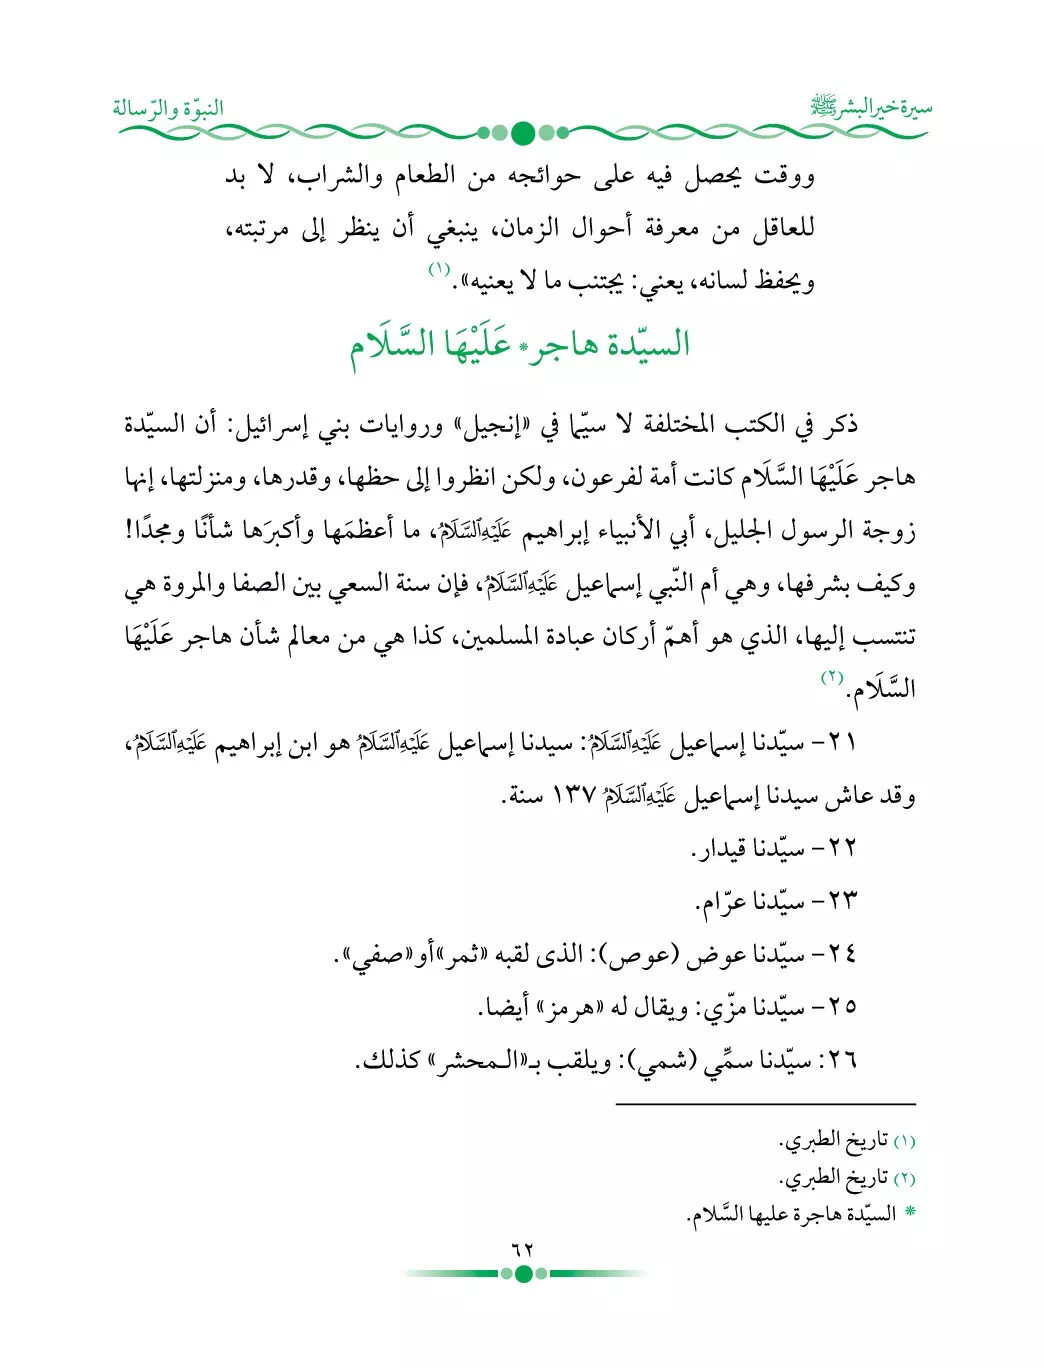 سيرة خير البشر ﷺ
النبوّة والرّسالة
ووقت يحصل فيه على حوائجه من الطعام والشراب، لا بد
للعاقل من معرفة أحوال الزمان، ينبغي أن ينظر إلى مرتبته،
ويحفظ لسانه، يعني: يجتنب ما لا يعنيه». (١)
السيّدة هاجر* عَلَيْهَا السَّلَام
ذكر في الكتب المختلفة لا سيّما في «إنجيل» وروايات بني إسرائيل: أن السيّدة
هاجر عَلَيْهَا السَّلَام كانت أمة لفرعون، ولكن انظروا إلى حظها، وقدرها، ومنزلتها، إنها
زوجة الرسول الجليل، أبي الأنبياء إبراهيم عَلَيْهِ السَّلَامُ، ما أعظمَها وأكبرَها شأنًا ومجدًا!
وكيف بشرفها، وهي أم النّبي إسماعيل عَلَيْهِ السَّلَامُ، فإن سنة السعي بين الصفا والمروة هي
تنتسب إليها، الذي هو أهمّ أركان عبادة المسلمين، كذا هي من معالم شأن هاجر عَلَيْهَا
السَّلَام. (٢)
٢١- سيّدنا إسماعيل عَلَيْهِ السَّلَامُ: سيدنا إسماعيل عَلَيْهِ السَّلَامُ هو ابن إبراهيم عَلَيْهِ السَّلَامُ،
وقد عاش سيدنا إسماعيل عَلَيْهِ السَّلَامُ ١٣٧ سنة.
٢٢- سيّدنا قيدار.
٢٣- سيّدنا عرّام.
٢٤- سيّدنا عوض (عوص): الذى لقبه «ثمر»أو«صفي».
٢٥- سيّدنا مزّي: ويقال له «هرمز» أيضا.
٢٦: سيّدنا سمِّي (شمي): ويلقب بـ«الـمحشر» كذلك.
(١) تاريخ الطبري.
(٢) تاريخ الطبري.
* السيّدة هاجرة عليها السَّلام.
٦٢